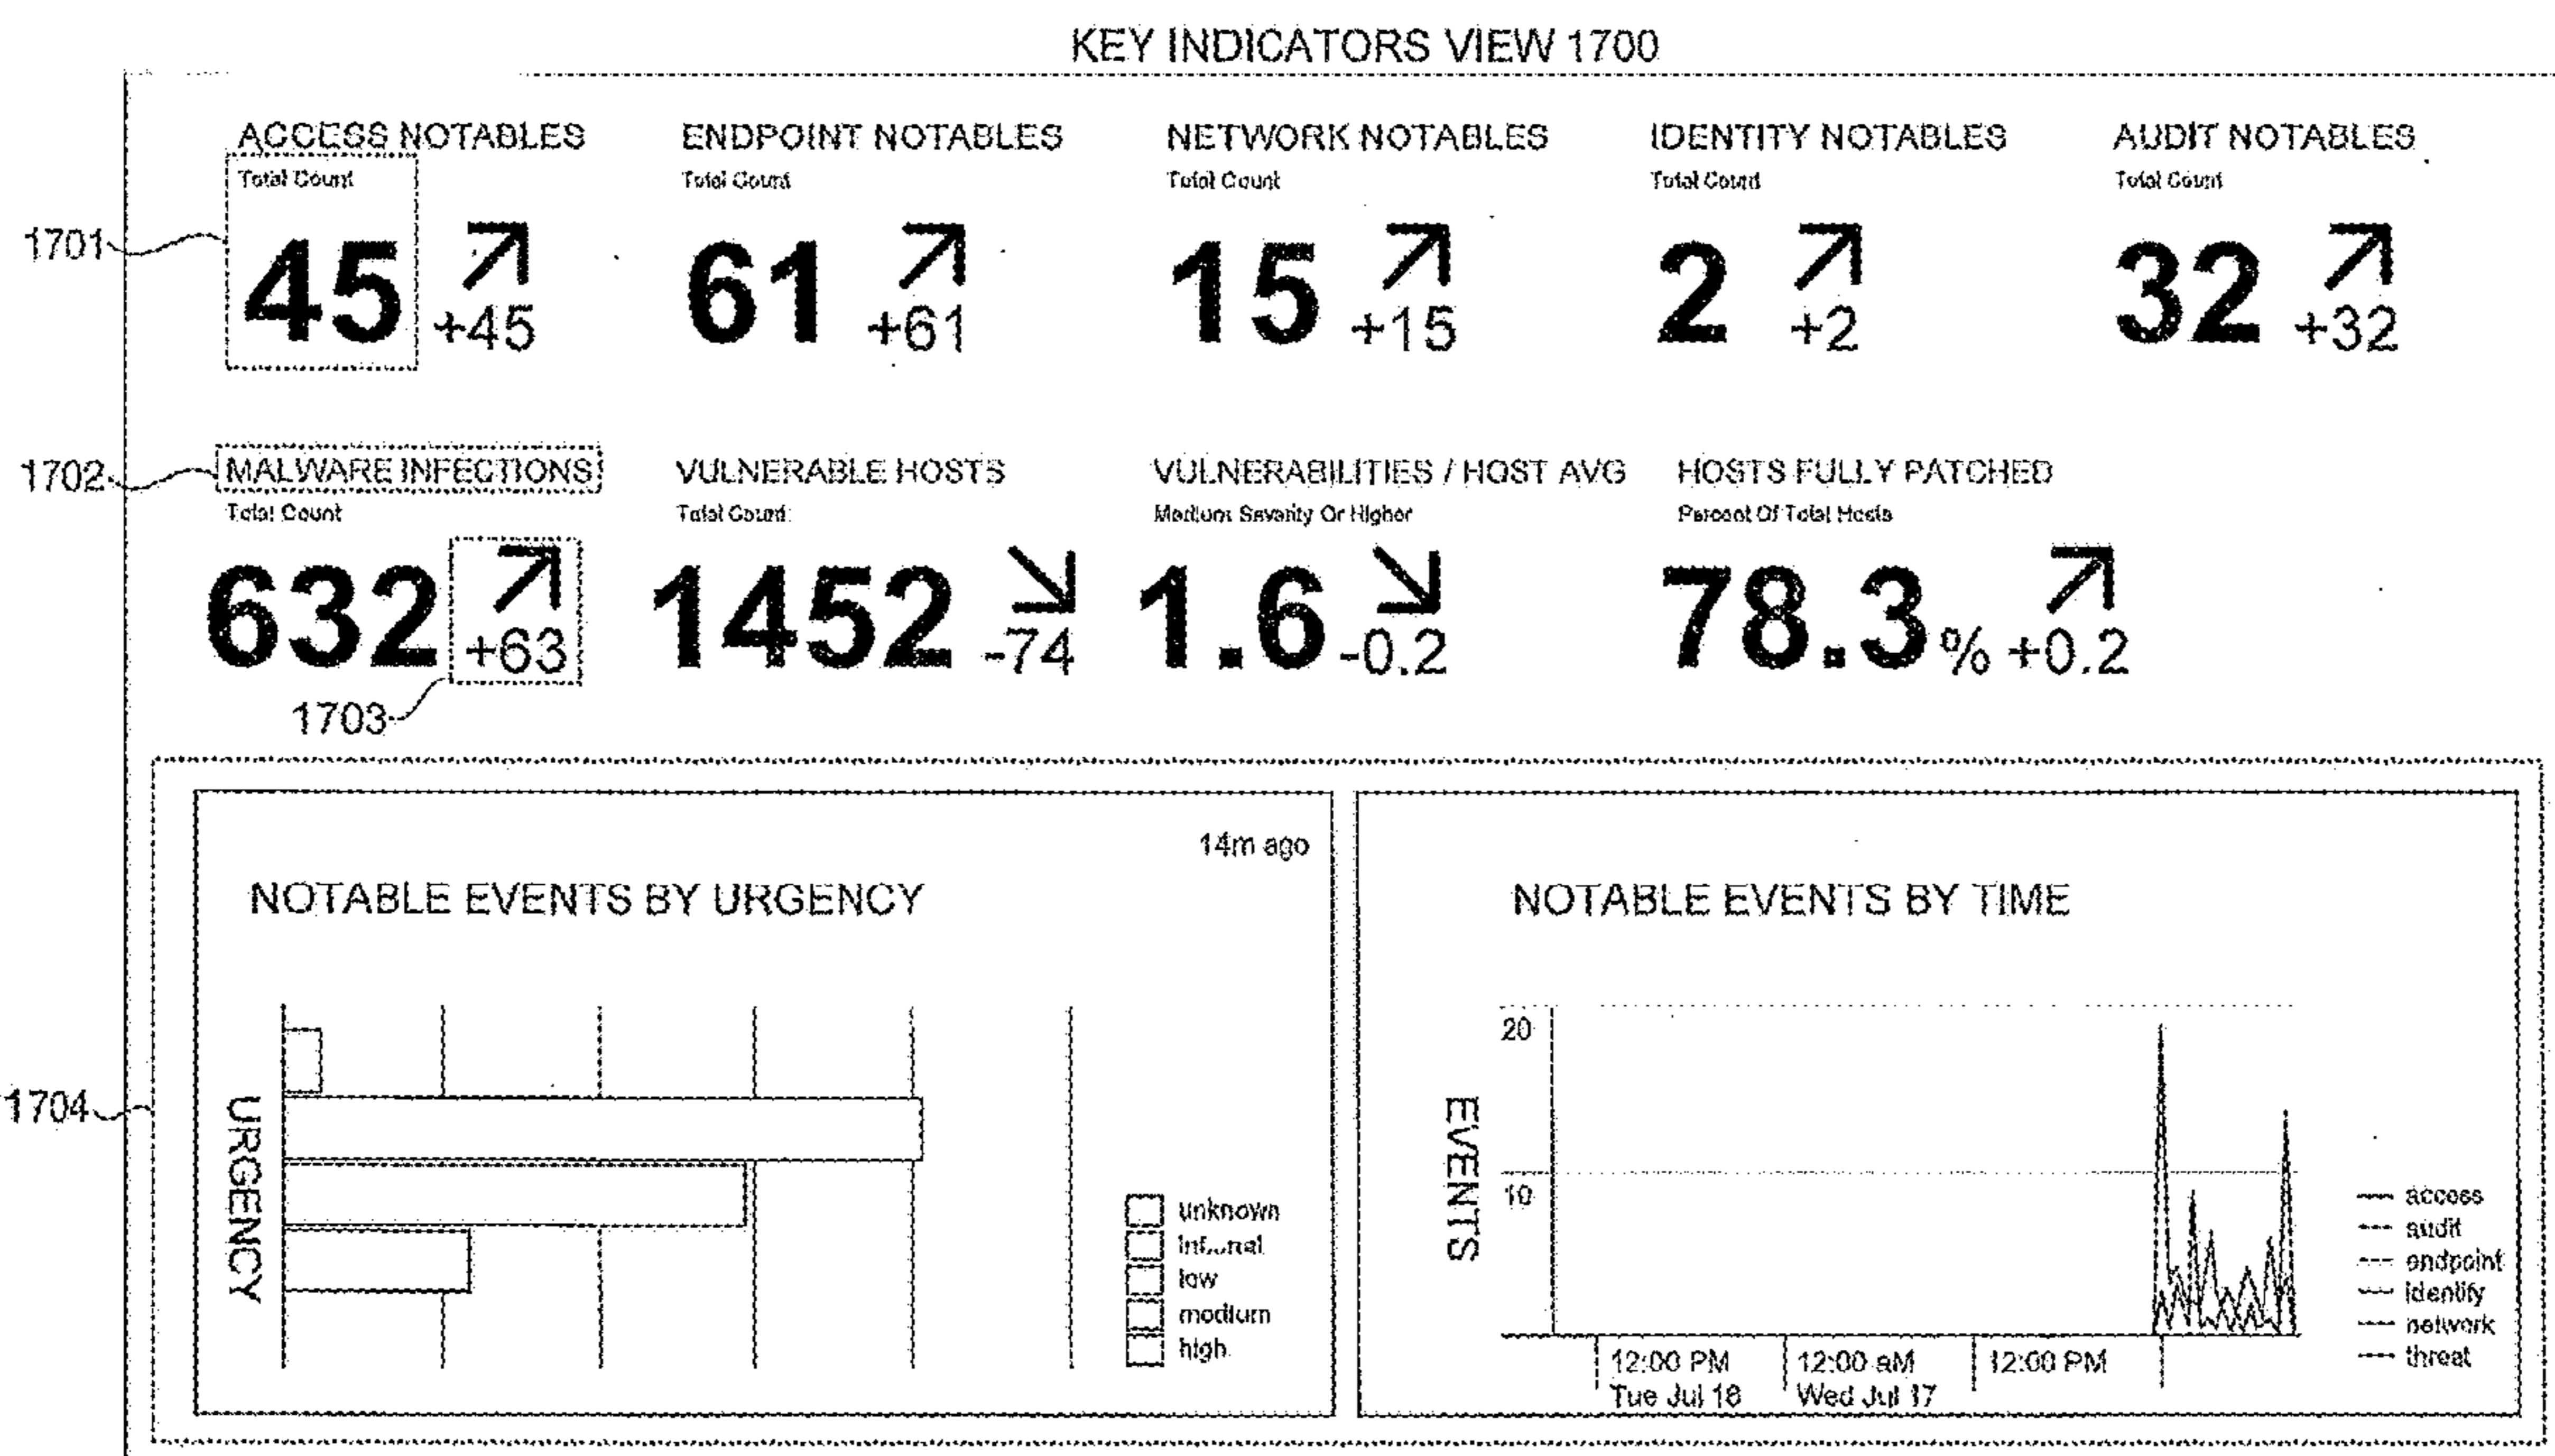 KEY INDICATORS VIEW 1700
ACCESS NOTABLES
Total Count
45
+45
ENDPOINT NOTABLES
Total Count
61
+61
NETWORK NOTABLES
Total Count
15
+15
IDENTITY NOTABLES
Total Count
2
+2
AUDIT NOTABLES
Total Count
32
+32
1701
1702
MALWARE INFECTIONS
Total Count
632
+63
1703
VULNERABLE HOSTS
Total Count
1452
-74
VULNERABILITIES / HOST AVG
Medium Severity Or Higher
1.6
-0.2
HOSTS FULLY PATCHED
Percent Of Total Hosts
78.3 %
+0.2
1704
14m ago
NOTABLE EVENTS BY URGENCY
URGENCY
unknown
low
medium
high
NOTABLE EVENTS BY TIME
EVENTS
20
10
12:00 PM
Tue Jul 16
12:00 aM
Wed Jul 17
12:00 PM
access
audit
endpoint
identify
network
threat